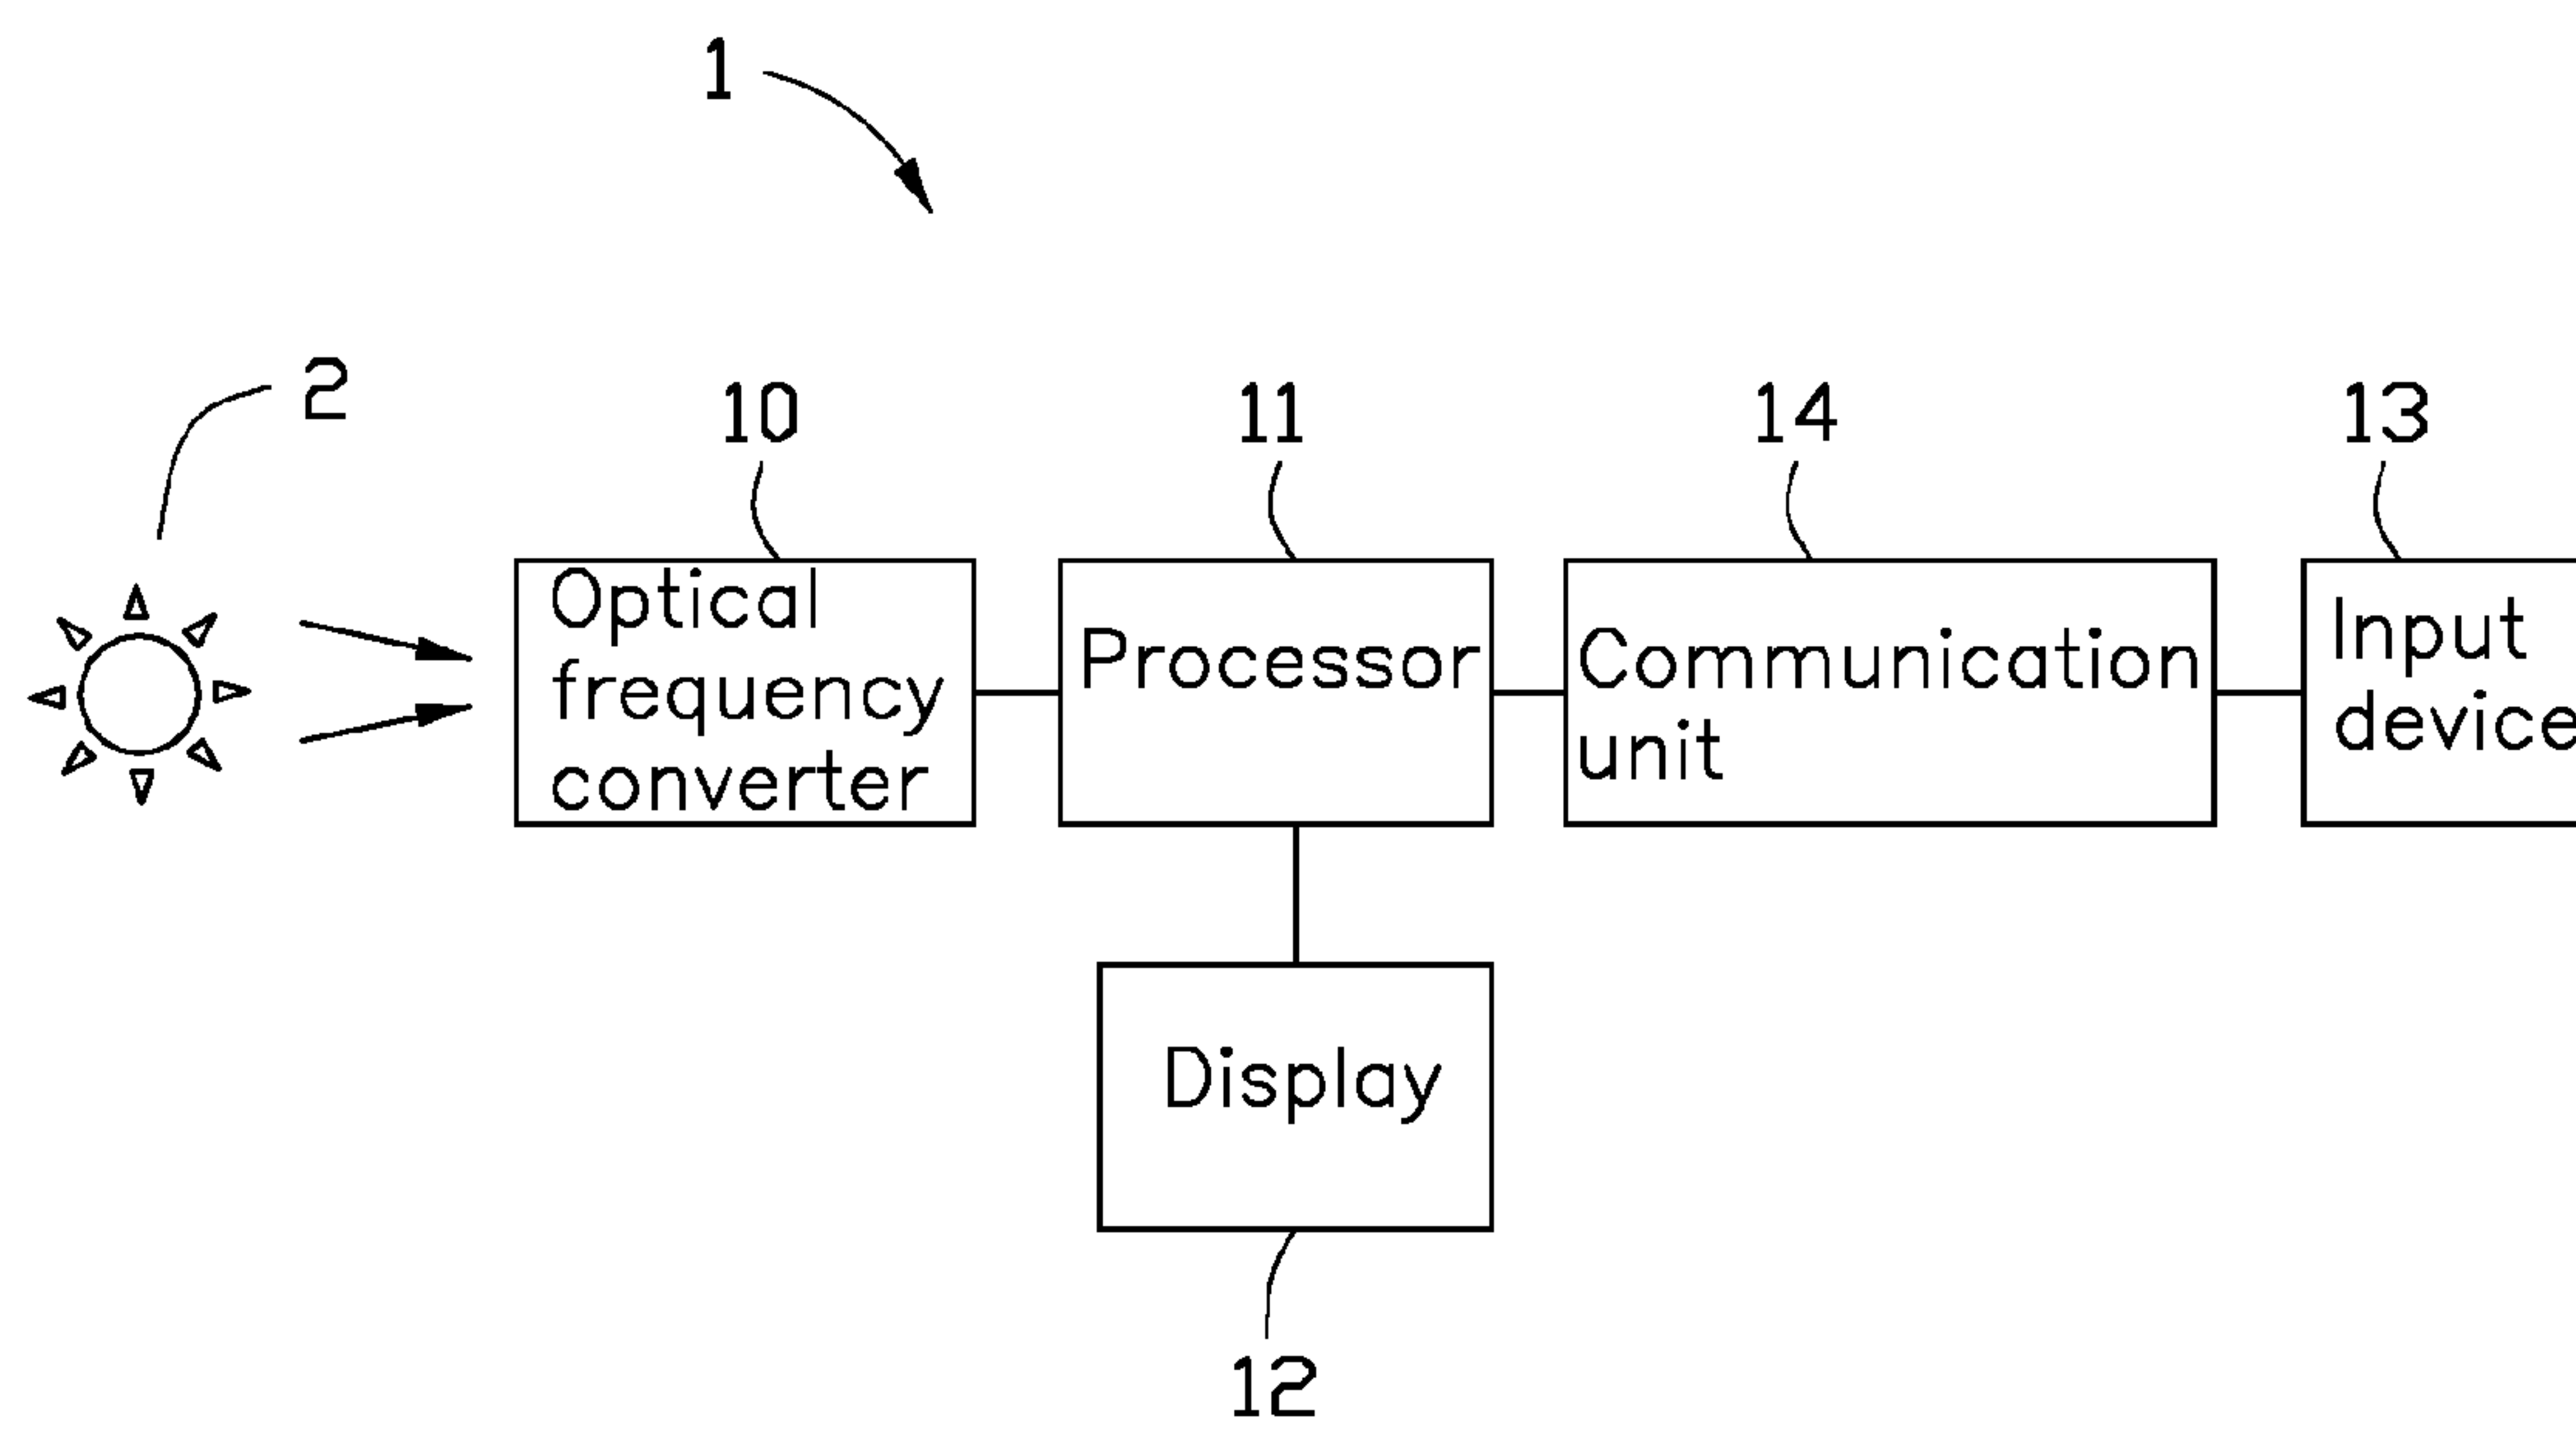 1
2
10
11
14
13
Optical
frequency
converter
Processor
Communication
unit
Input
device
Display
12